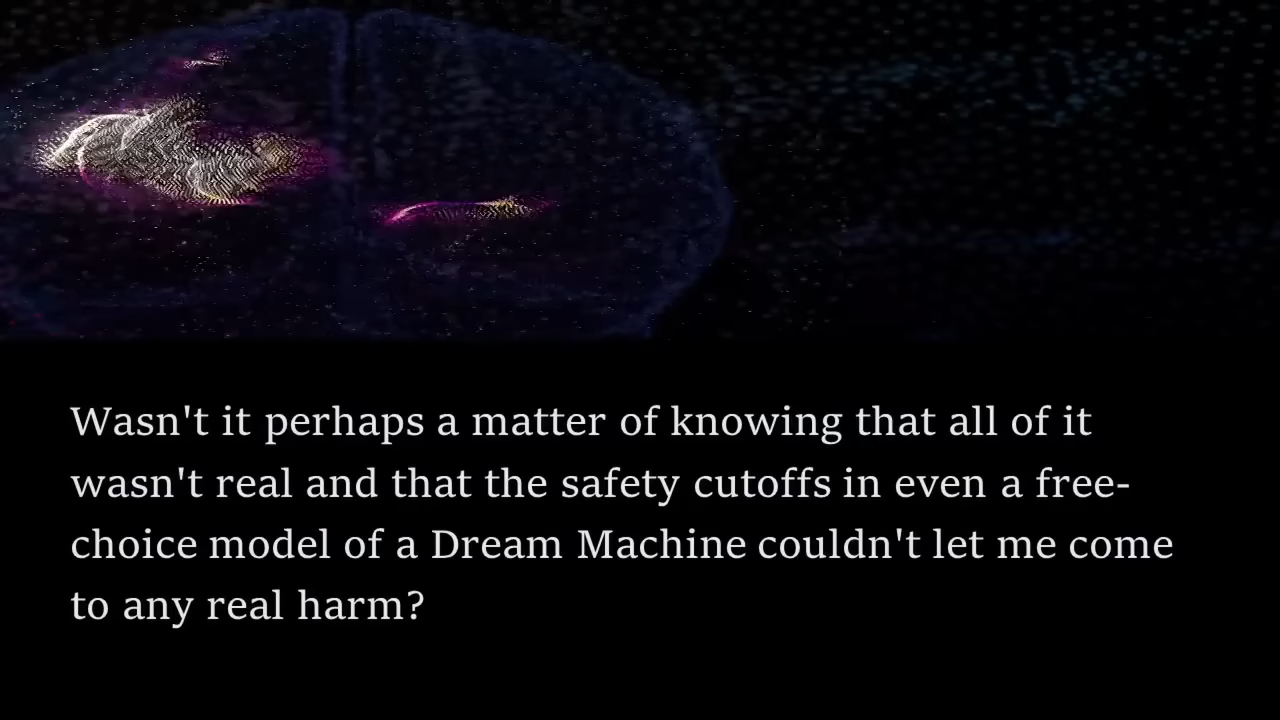 Wasn't it perhaps a matter of knowing that all of it
wasn't real and that the safety cutoffs in even a free-
choice model of a Dream Machine couldn't let me come
to any real harm?